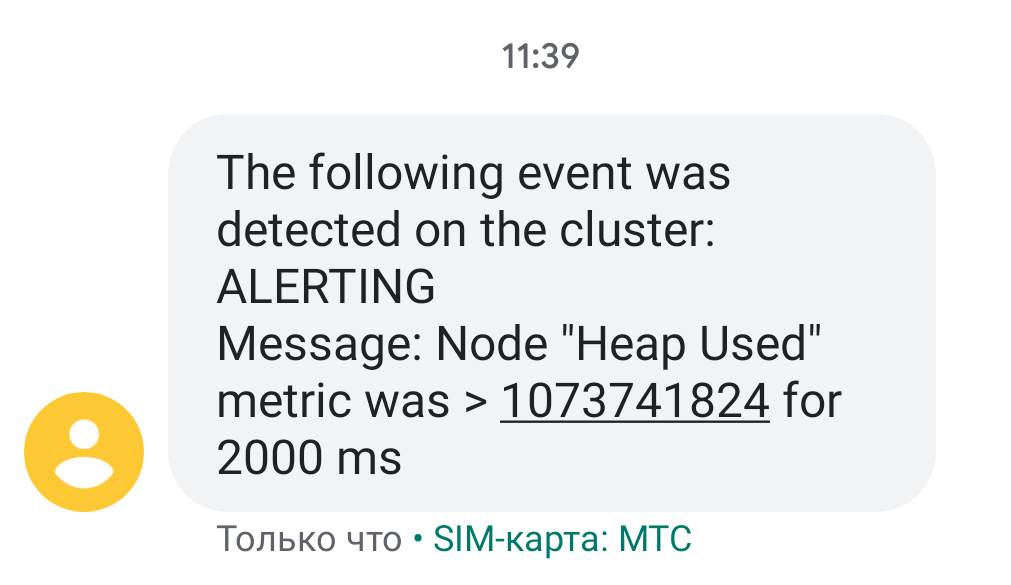 11:39
The following event was
detected on the cluster:
ALERTING
Message: Node "Heap Used"
metric was > 1073741824 for
2000 ms
Только что • SIM-карта: МТС